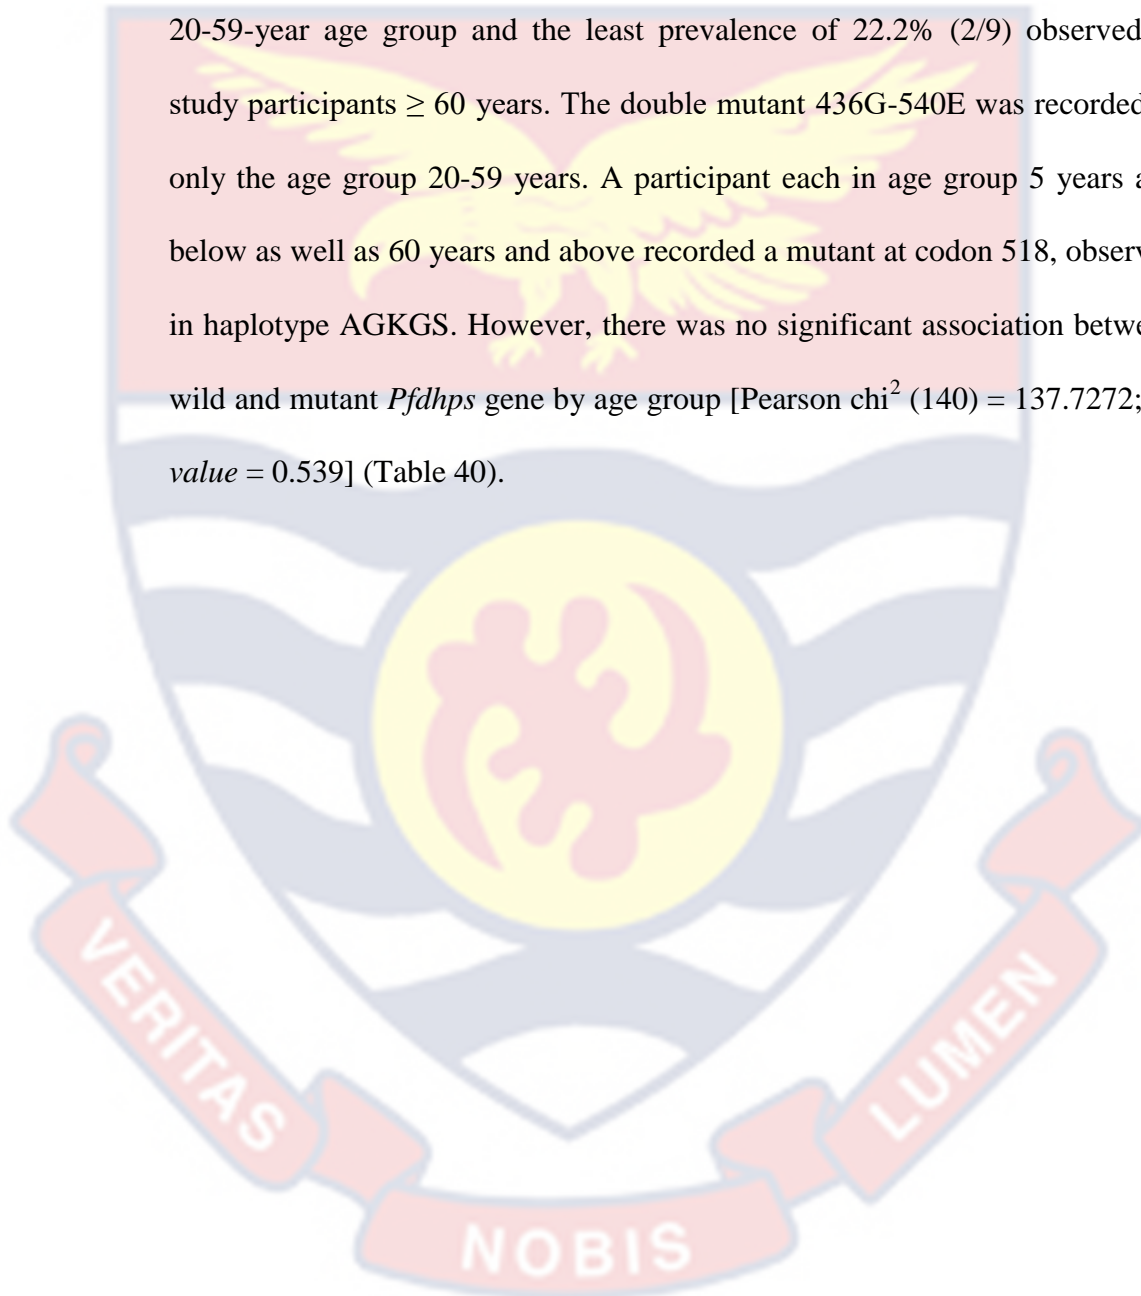 20-59-year age group and the least prevalence of 22.2% (2/9) observed
study participants ≥ 60 years. The double mutant 436G-540E was recorded
only the age group 20-59 years. A participant each in age group 5 years a
below as well as 60 years and above recorded a mutant at codon 518, observ
in haplotype AGKGS. However, there was no significant association betwe
wild and mutant Pfdhps gene by age group [Pearson chi² (140) = 137.7272;
value = 0.539] (Table 40).
VERITAS
NOBIS
LUMEN